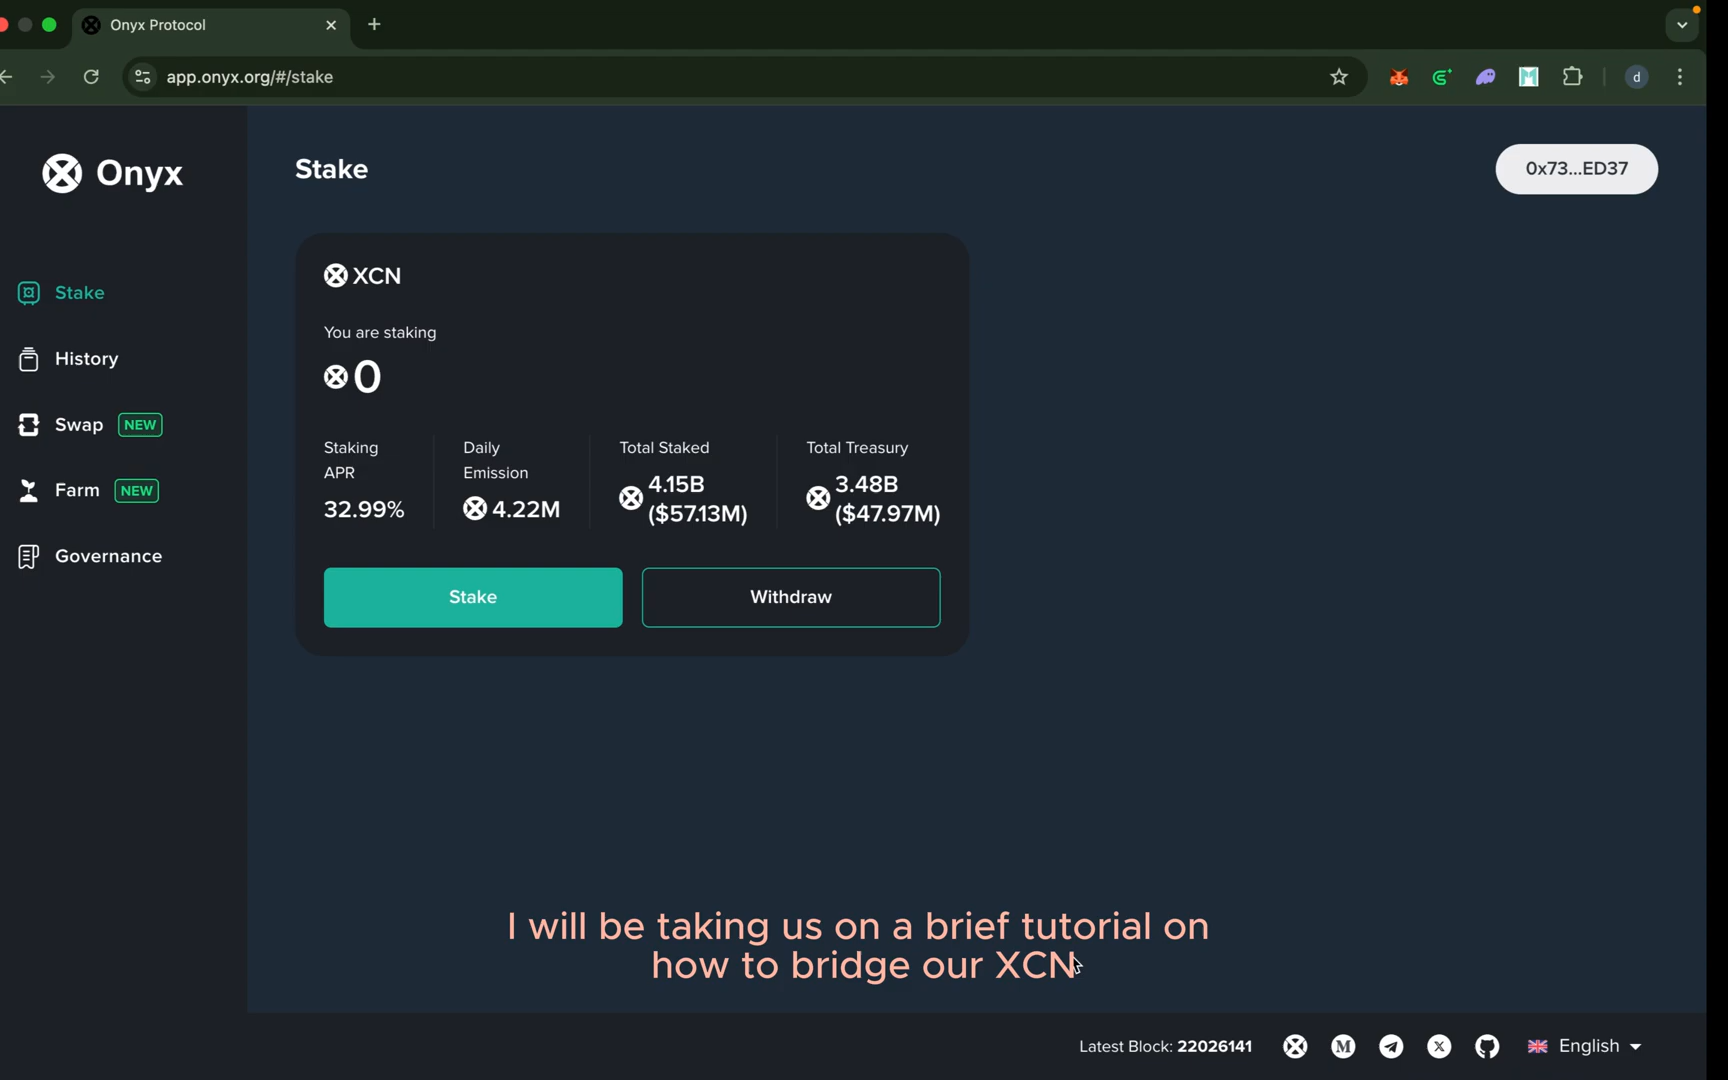 Onyx Protocol
app.onyx.org/#/stake
d
Onyx
Stake
0x73...ED37
Stake
History
Swap NEW
Farm NEW
Governance
XCN
You are staking
0
Staking
APR
32.99%
Daily
Emission
4.22M
Total Staked
4.15B
($57.13M)
Total Treasury
3.48B
($47.97M)
Stake
Withdraw
I will be taking us on a brief tutorial on
how to bridge our XCN
Latest Block: 22026141
English